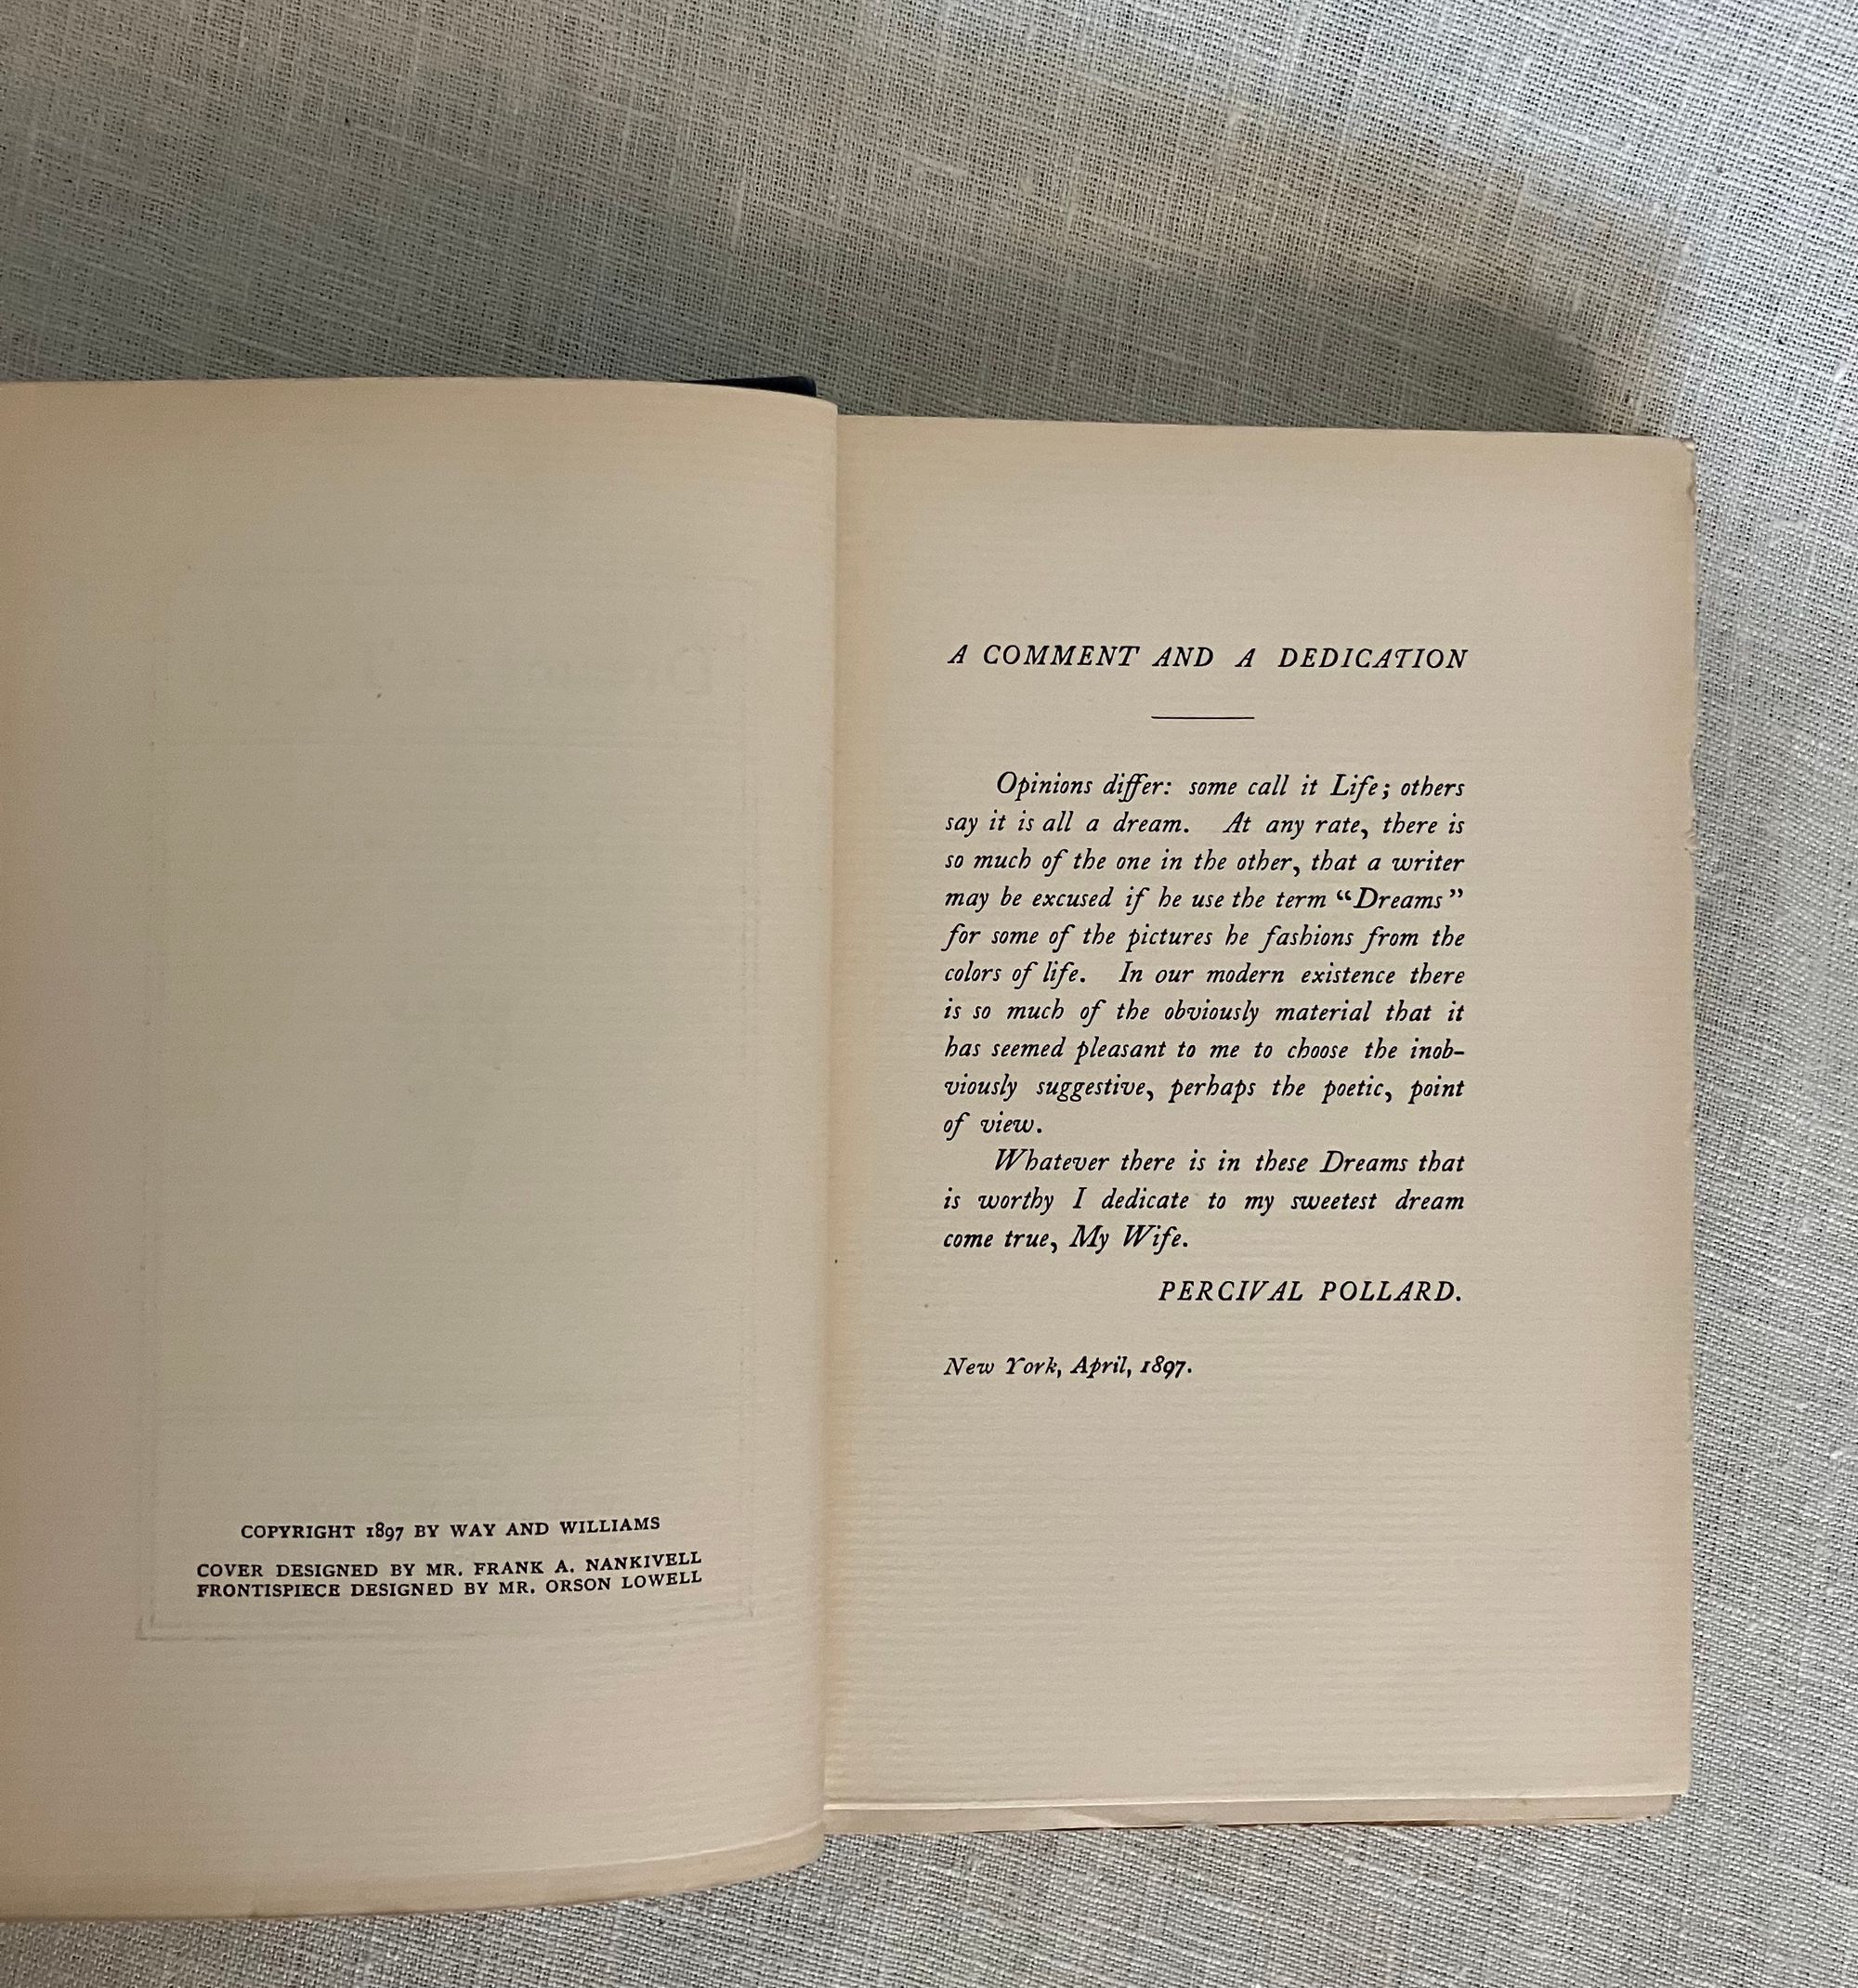 COPYRIGHT 1897 BY WAY AND WILLIAMS
COVER DESIGNED BY MR. FRANK A. NANKIVELL
FRONTISPIECE DESIGNED BY MR. ORSON LOWELL
A COMMENT AND A DEDICATION
Opinions differ: some call it Life; others
say it is all a dream. At any rate, there is
so much of the one in the other, that a writer
may be excused if he use the term “Dreams”
for some of the pictures he fashions from the
colors of life. In our modern existence there
is so much of the obviously material that it
has seemed pleasant to me to choose the inob-
viously suggestive, perhaps the poetic, point
of view.
Whatever there is in these Dreams that
is worthy I dedicate to my sweetest dream
come true, My Wife.
PERCIVAL POLLARD.
New York, April, 1897.